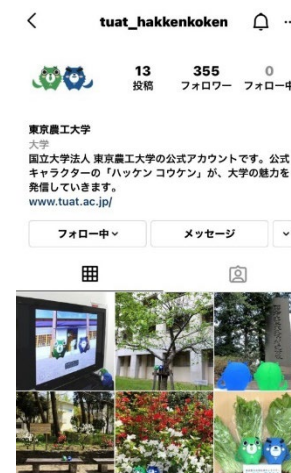 tuat_hakkenkoken
13
355
0
投稿
フォロワー
フォロー中
東京農工大学
大学
国立大学法人 東京農工大学の公式アカウントです。公式
キャラクターの「ハッケン コウケン」が、大学の魅力を
発信していきます。
www.tuat.ac.jp/
フォロー中
メッセージ